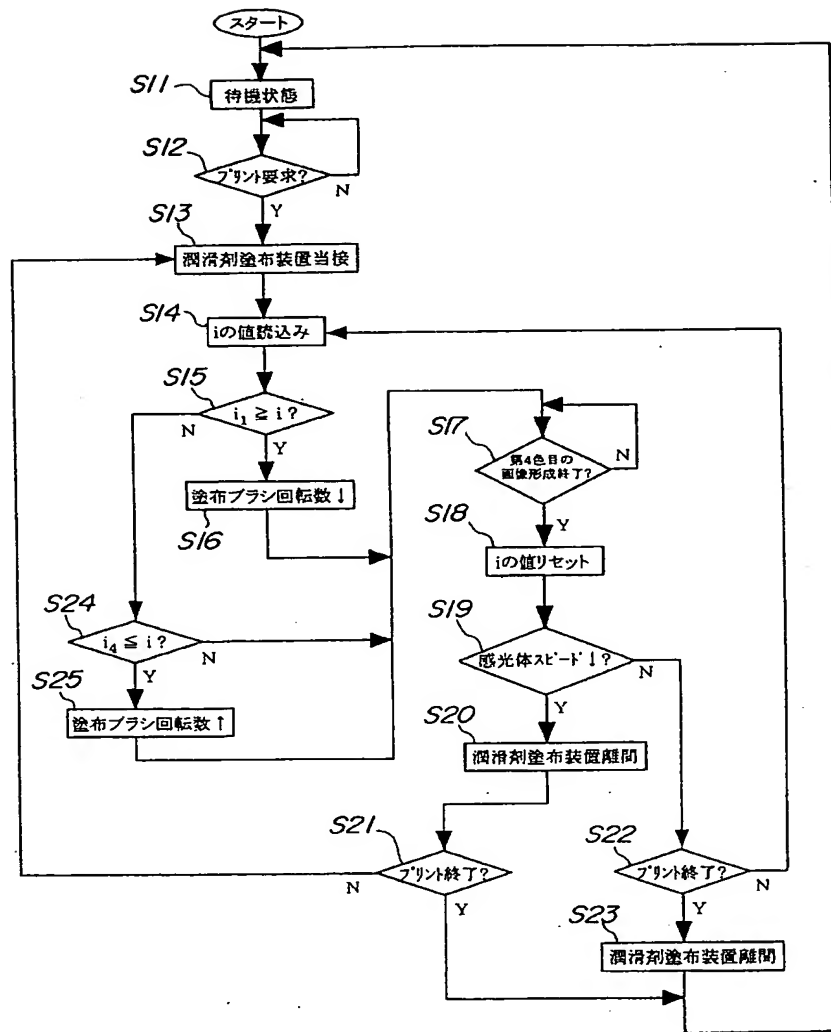 スタート
S11
待機状態
S12
プリント要求?
N
Y
S13
潤滑剤塗布装置当接
S14
iの値読込み
S15
i₁ ≧ i?
N
Y
塗布ブラシ回転数↓
S16
S17
第4色目の
画像形成終了?
N
Y
S18
iの値リセット
S19
感光体スピード↓?
N
Y
S24
i₄ ≦ i?
N
Y
S25
塗布ブラシ回転数↑
S20
潤滑剤塗布装置離間
S21
プリント終了?
N
Y
S22
プリント終了?
N
Y
S23
潤滑剤塗布装置離間